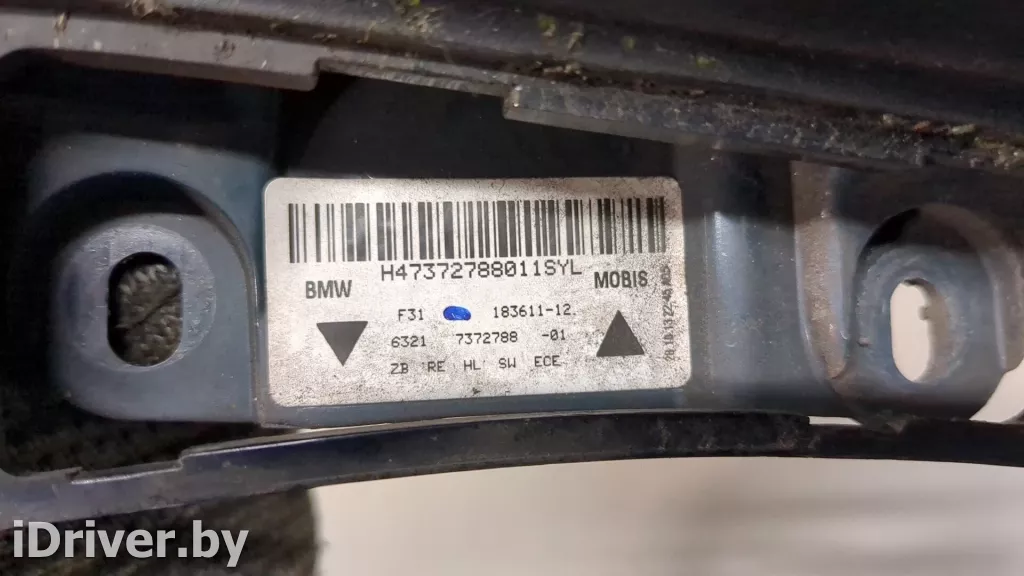 H47372788011SYL
BMW MOBIS
F31 183611-12
6321 7372788 -01
ZB RE HL SW ECE
iDriver.by